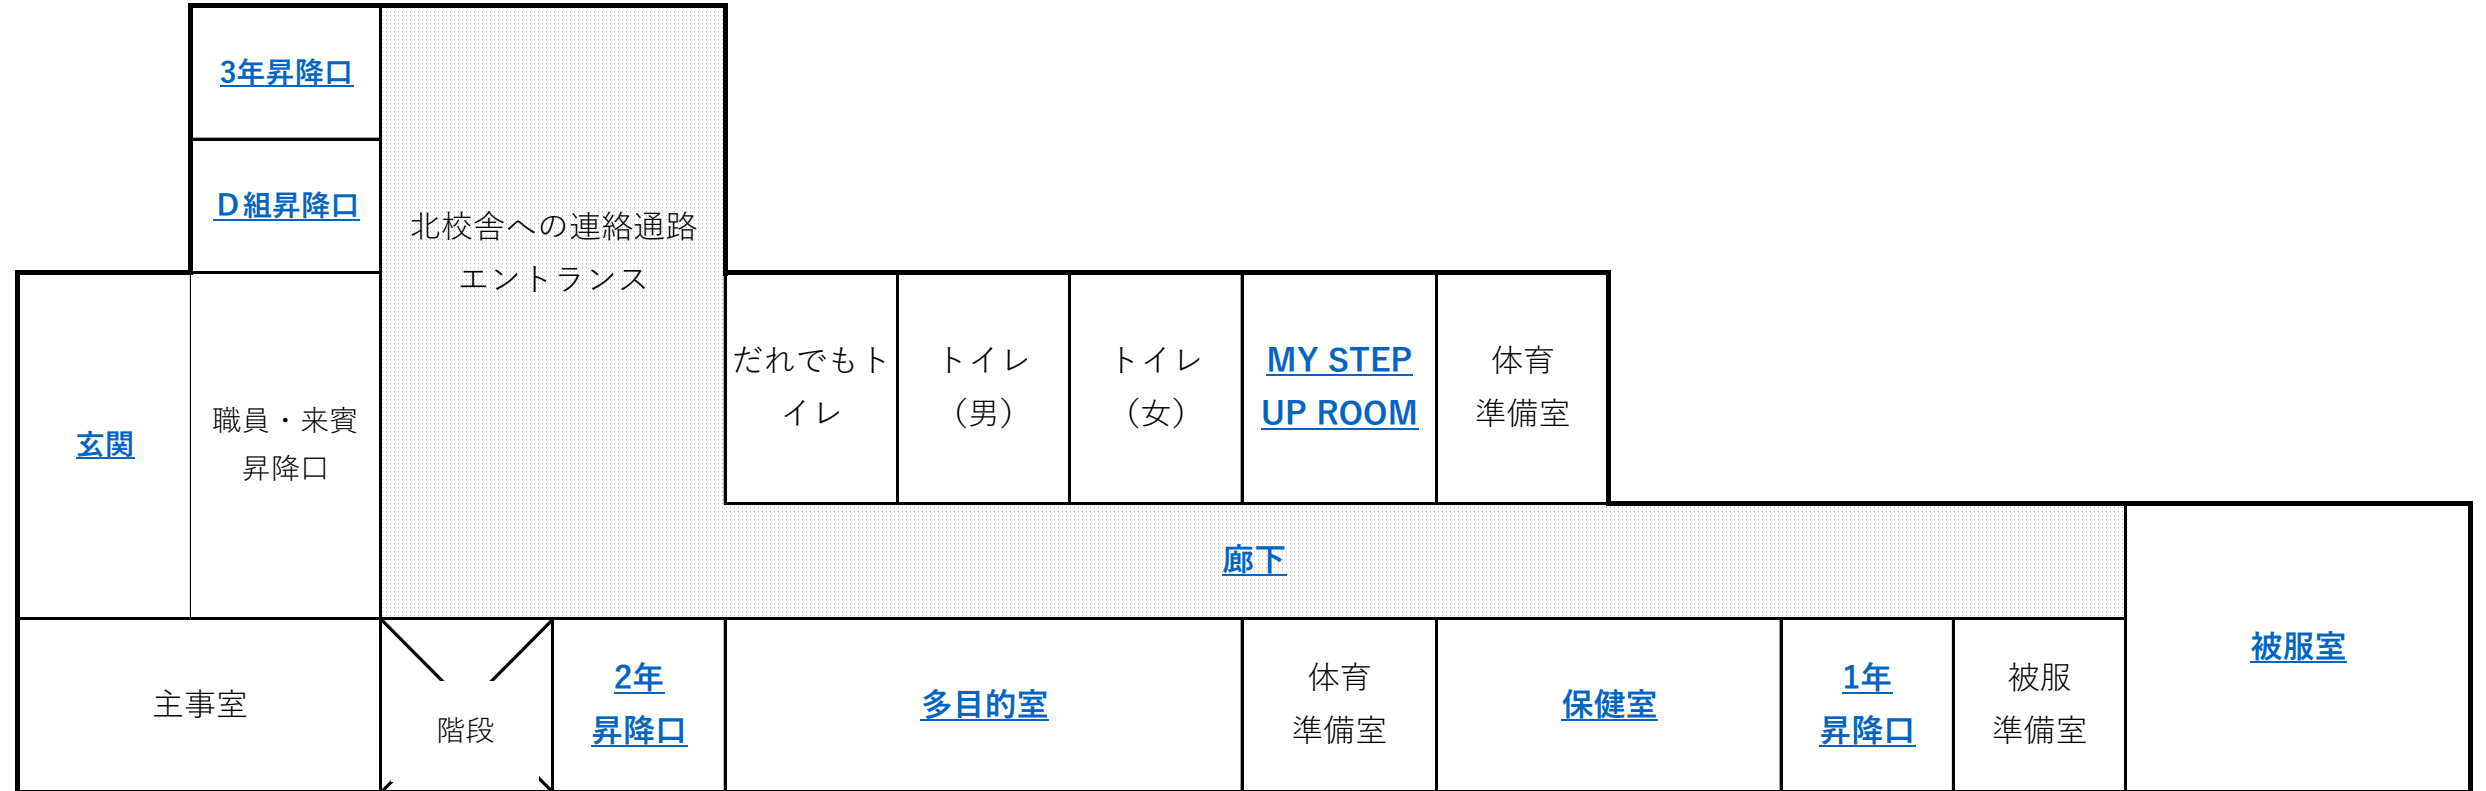 3年昇降口
D組昇降口
北校舎への連絡通路
エントランス
玄関
職員・来賓
昇降口
だれでもト
イレ
トイレ
（男）
トイレ
（女）
MY STEP
UP ROOM
体育
準備室
廊下
主事室
階段
2年
昇降口
多目的室
体育
準備室
保健室
1年
昇降口
被服
準備室
被服室